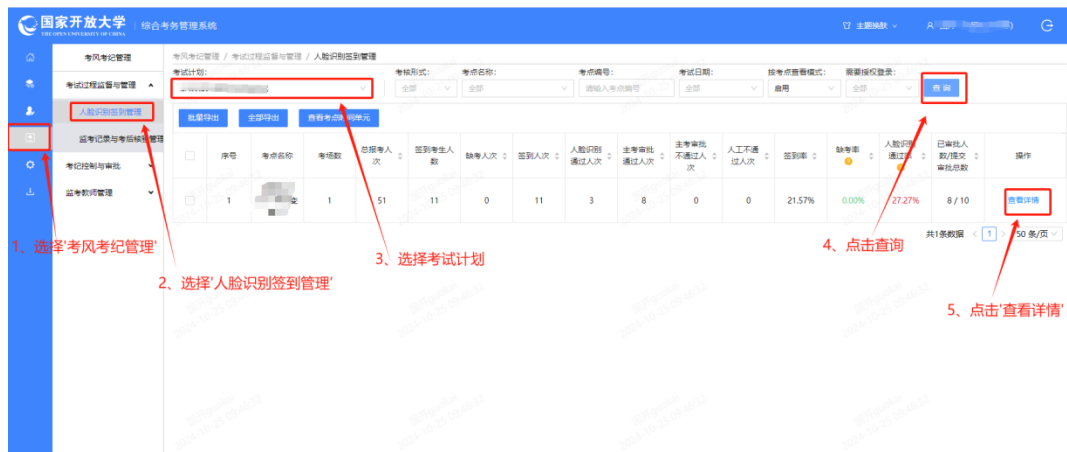 国家开放大学 综合考务管理系统 主题换肤
THE OPEN UNIVERSITY OF CHINA
考风考纪管理
考试过程监督与管理
人脸识别签到管理
监考记录与考后核验管理
考纪控制与审批
监考教师管理
考风考纪管理 / 考试过程监督与管理 / 人脸识别签到管理
考试计划: 考核形式: 考点名称: 考点编号: 考试日期: 按考点查看模式: 需要授权登录:
全部 全部 请输入考点编号 全部 启用 全部 查询
批量导出 全部导出 查看考点时间单元
序号 考点名称 考场数 总报考人次 签到考生人数 缺考人次 签到人次 人脸识别通过人次 主考审批通过人次 主考审批不通过人次 人工不通过人次 签到率 缺考率 人脸识别通过率 已审批人数/提交审批总数 操作
1 1 51 11 0 11 3 8 0 0 21.57% 0.00% 27.27% 8 / 10 查看详情
共1条数据 < 1 > 50 条/页
1、选择'考风考纪管理'
2、选择'人脸识别签到管理'
3、选择考试计划
4、点击查询
5、点击'查看详情'